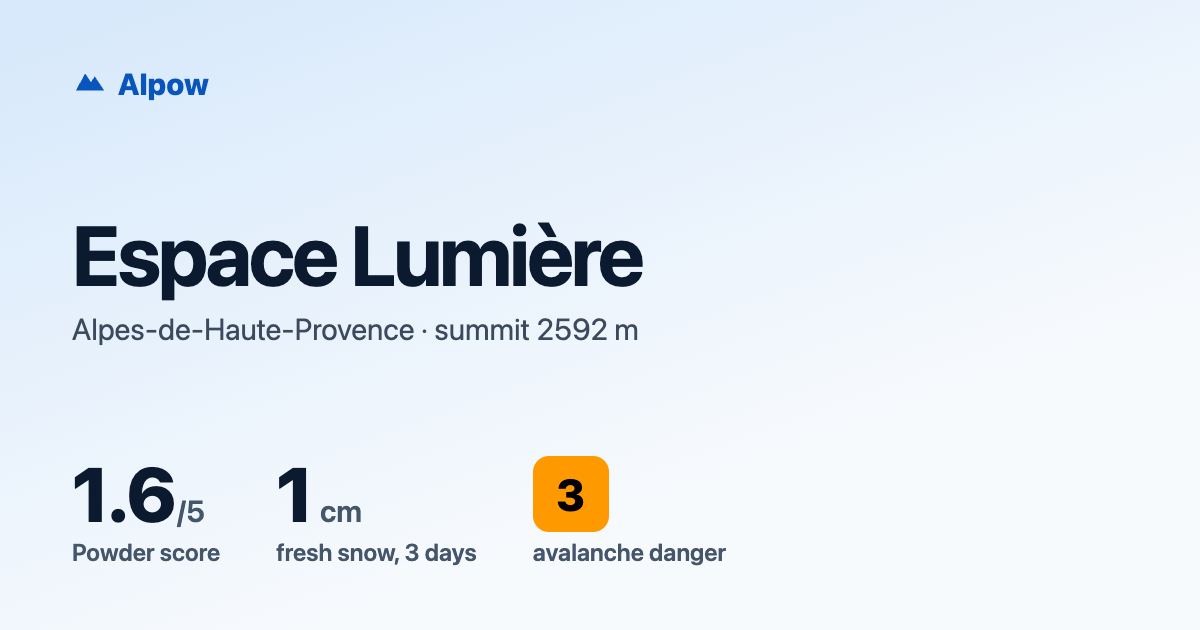 Alpow
Espace Lumière
Alpes-de-Haute-Provence · summit 2592 m
1.6/5
Powder score
1 cm
fresh snow, 3 days
3
avalanche danger